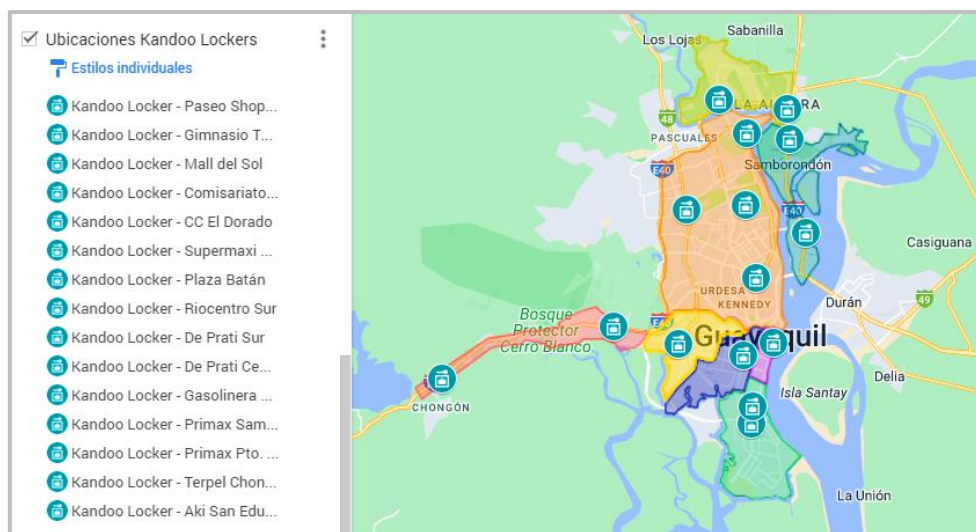 Ubicaciones Kandoo Lockers
Estilos individuales
Kandoo Locker - Paseo Shop...
Kandoo Locker - Gimnasio T...
Kandoo Locker - Mall del Sol
Kandoo Locker - Comisariato...
Kandoo Locker - CC El Dorado
Kandoo Locker - Supermaxi ...
Kandoo Locker - Plaza Batán
Kandoo Locker - Riocentro Sur
Kandoo Locker - De Prati Sur
Kandoo Locker - De Prati Ce...
Kandoo Locker - Gasolinera ...
Kandoo Locker - Primax Sam...
Kandoo Locker - Primax Pto. ...
Kandoo Locker - Terpel Chon...
Kandoo Locker - Aki San Edu...
Sabanilla
Los Lojas
48
PASCUALES
E40
Samborondón
E40
Casiguana
URDESA
KENNEDY
Durán
49
Bosque
Protector
Cerro Blanco
Guayaquil
Delia
Isla Santay
CHONGÓN
La Unión